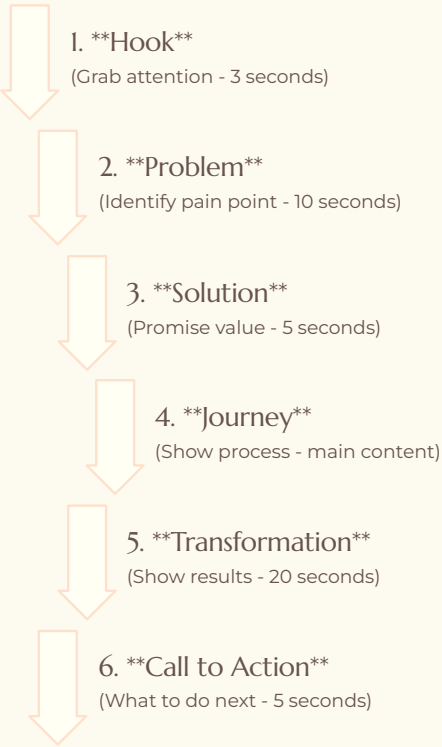 1. **Hook**
(Grab attention - 3 seconds)
2. **Problem**
(Identify pain point - 10 seconds)
3. **Solution**
(Promise value - 5 seconds)
4. **Journey**
(Show process - main content)
5. **Transformation**
(Show results - 20 seconds)
6. **Call to Action**
(What to do next - 5 seconds)